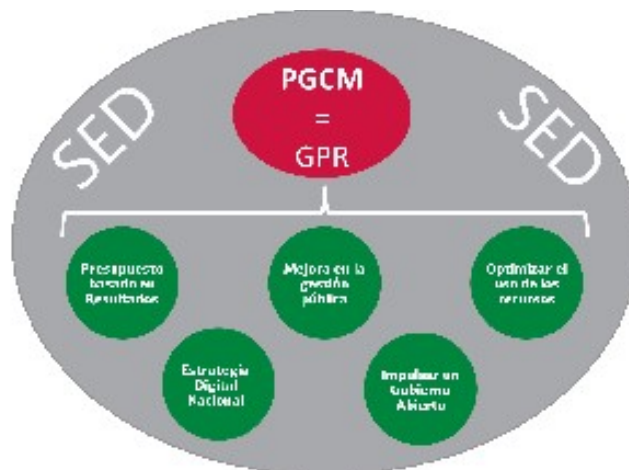 SED
PGCM
=
GPR
SED
Presupuesto
basado en
Resultados
Mejora en la
gestión
pública
Optimizar el
uso de los
recursos
Estrategia
Digital
Nacional
Impulsar un
Gobierno
Abierto